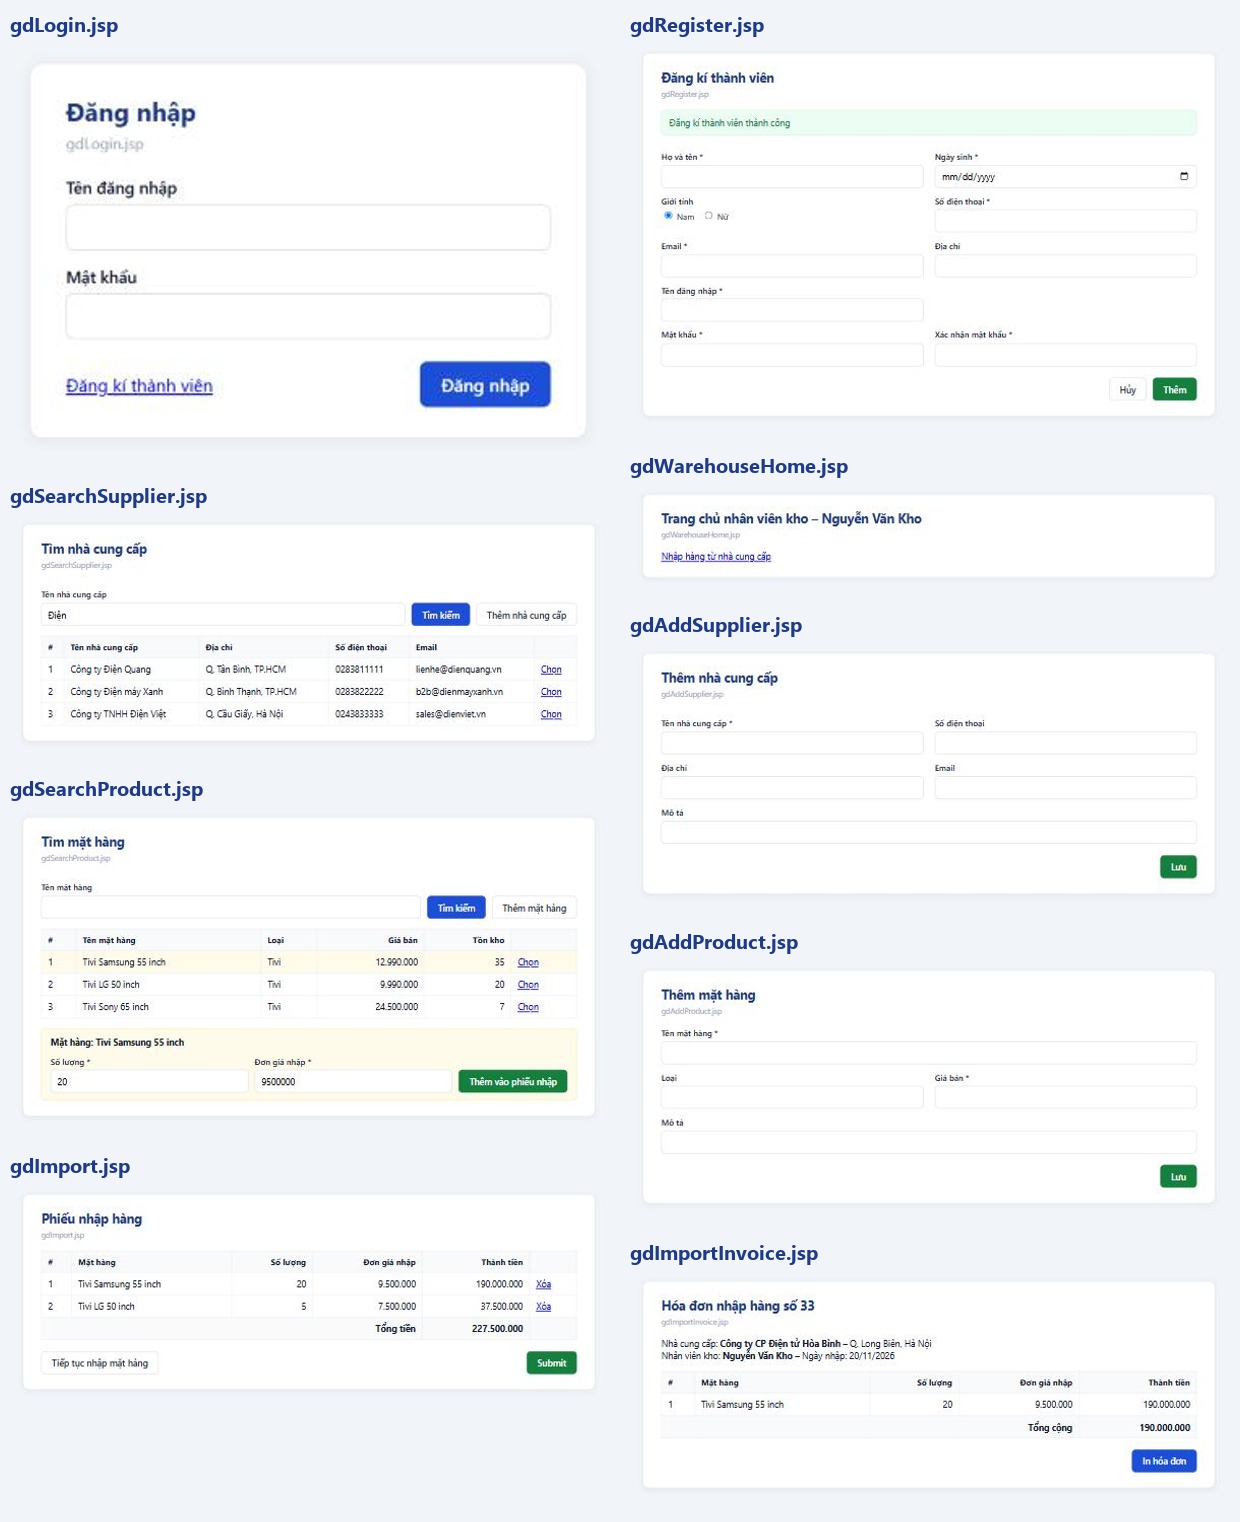 gdLogin.jsp
Đăng nhập
gdLogin.jsp
Tên đăng nhập
Mật khẩu
Đăng kí thành viên
Đăng nhập
gdRegister.jsp
Đăng kí thành viên
gdRegister.jsp
Đăng kí thành viên thành công
Họ và tên *
Ngày sinh *
mm/dd/yyyy
Giới tính
Nam Nữ
Số điện thoại *
Email *
Địa chỉ
Tên đăng nhập *
Mật khẩu *
Xác nhận mật khẩu *
Hủy
Thêm
gdSearchSupplier.jsp
Tìm nhà cung cấp
gdSearchSupplier.jsp
Tên nhà cung cấp
Điện Tìm kiếm Thêm nhà cung cấp
# Tên nhà cung cấp Địa chỉ Số điện thoại Email
1 Công ty Điện Quang Q. Tân Bình, TP.HCM 0283811111 lienhe@dienquang.vn Chọn
2 Công ty Điện máy Xanh Q. Bình Thạnh, TP.HCM 0283822222 b2b@dienmayxanh.vn Chọn
3 Công ty TNHH Điện Việt Q. Cầu Giấy, Hà Nội 0243833333 sales@dienviet.vn Chọn
gdWarehouseHome.jsp
Trang chủ nhân viên kho – Nguyễn Văn Kho
gdWarehouseHome.jsp
Nhập hàng từ nhà cung cấp
gdAddSupplier.jsp
Thêm nhà cung cấp
gdAddSupplier.jsp
Tên nhà cung cấp *
Số điện thoại
Địa chỉ
Email
Mô tả
Lưu
gdSearchProduct.jsp
Tìm mặt hàng
gdSearchProduct.jsp
Tên mặt hàng
Tìm kiếm Thêm mặt hàng
# Tên mặt hàng Loại Giá bán Tồn kho
1 Tivi Samsung 55 inch Tivi 12.990.000 35 Chọn
2 Tivi LG 50 inch Tivi 9.990.000 20 Chọn
3 Tivi Sony 65 inch Tivi 24.500.000 7 Chọn
Mặt hàng: Tivi Samsung 55 inch
Số lượng * Đơn giá nhập *
20 9500000 Thêm vào phiếu nhập
gdAddProduct.jsp
Thêm mặt hàng
gdAddProduct.jsp
Tên mặt hàng *
Loại
Giá bán *
Mô tả
Lưu
gdImport.jsp
Phiếu nhập hàng
gdImport.jsp
# Mặt hàng Số lượng Đơn giá nhập Thành tiền
1 Tivi Samsung 55 inch 20 9.500.000 190.000.000 Xóa
2 Tivi LG 50 inch 5 7.500.000 37.500.000 Xóa
Tổng tiền 227.500.000
Tiếp tục nhập mặt hàng Submit
gdImportInvoice.jsp
Hóa đơn nhập hàng số 33
gdImportInvoice.jsp
Nhà cung cấp: Công ty CP Điện tử Hòa Bình – Q. Long Biên, Hà Nội
Nhân viên kho: Nguyễn Văn Kho – Ngày nhập: 20/11/2026
# Mặt hàng Số lượng Đơn giá nhập Thành tiền
1 Tivi Samsung 55 inch 20 9.500.000 190.000.000
Tổng cộng 190.000.000
In hóa đơn